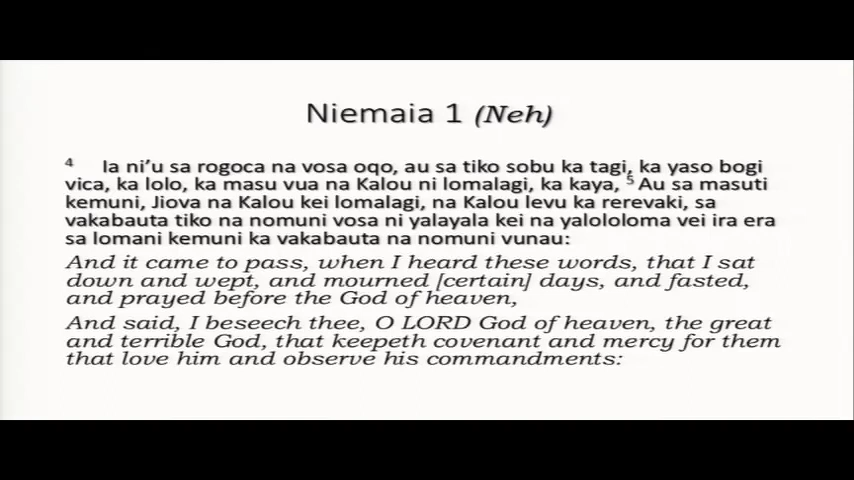 Niemaia 1 (Neh)
4 Ia ni'u sa rogoca na vosa oqo, au sa tiko sobu ka tagi, ka yaso bogi
vica, ka lolo, ka masu vua na Kalou ni lomalagi, ka kaya, 5 Au sa masuti
kemuni, Jiova na Kalou kei lomalagi, na Kalou levu ka rerevaki, sa
vakabauta tiko na nomuni vosa ni yalayala kei na yalololoma vei ira era
sa lomani kemuni ka vakabauta na nomuni vunau:
And it came to pass, when I heard these words, that I sat
down and wept, and mourned [certain] days, and fasted,
and prayed before the God of heaven,
And said, I beseech thee, O LORD God of heaven, the great
and terrible God, that keepeth covenant and mercy for them
that love him and observe his commandments: